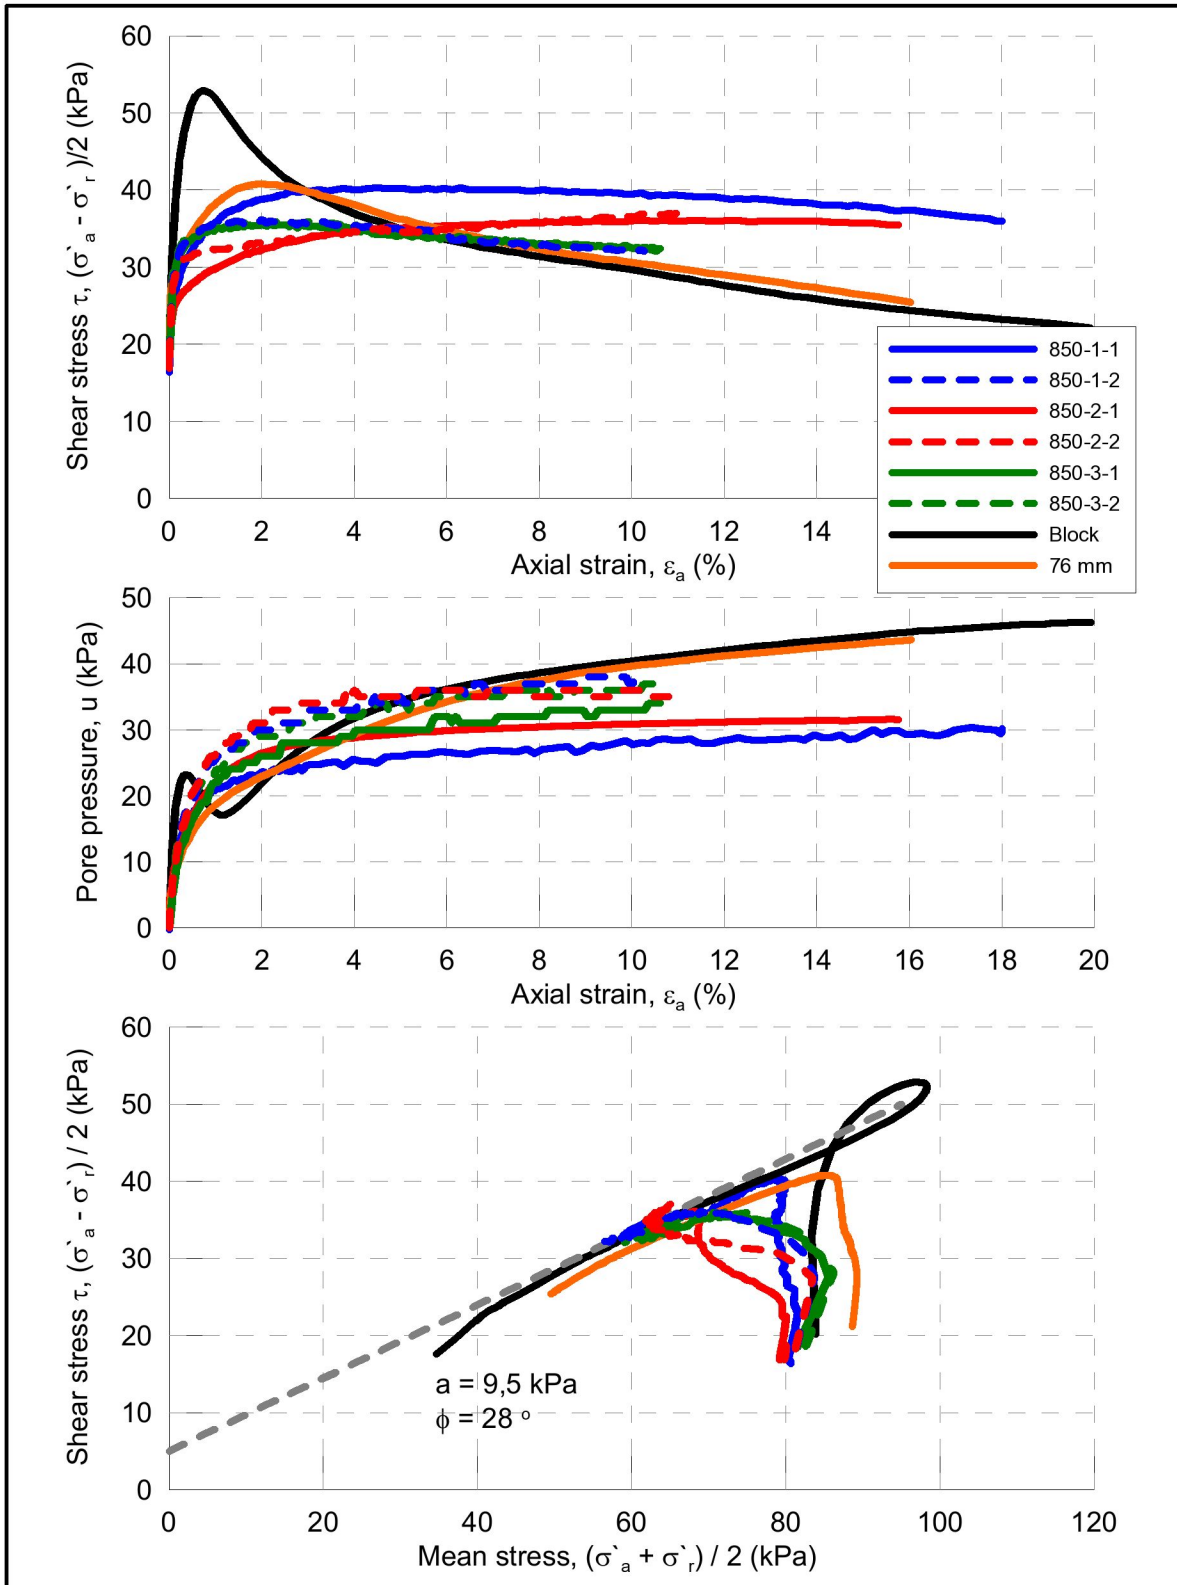 60
50
40
30
20
10
0
Shear stress τ, (σ`a - σ`r )/2 (kPa)
0 2 4 6 8 10 12 14
Axial strain, εa (%)
850-1-1
850-1-2
850-2-1
850-2-2
850-3-1
850-3-2
Block
76 mm
50
40
30
20
10
0
Pore pressure, u (kPa)
0 2 4 6 8 10 12 14 16 18 20
Axial strain, εa (%)
60
50
40
30
20
10
0
Shear stress τ, (σ`a - σ`r) / 2 (kPa)
a = 9,5 kPa
ϕ = 28 °
0 20 40 60 80 100 120
Mean stress, (σ`a + σ`r) / 2 (kPa)